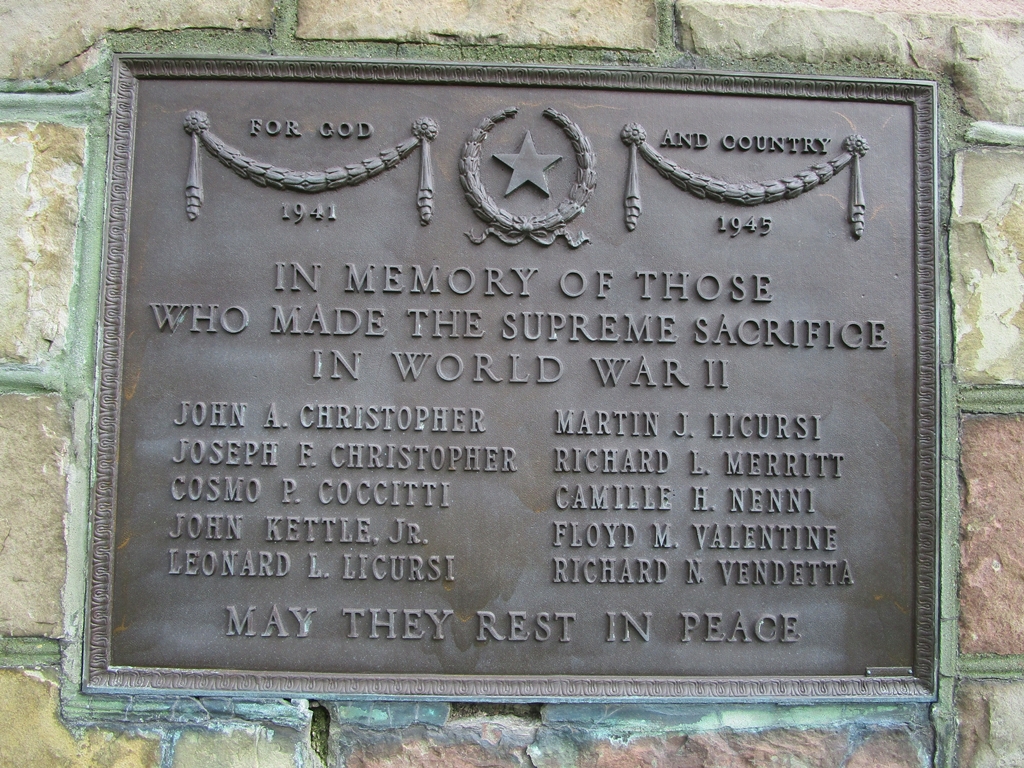 FOR GOD AND COUNTRY
1941 1945
IN MEMORY OF THOSE
WHO MADE THE SUPREME SACRIFICE
IN WORLD WAR II
JOHN A. CHRISTOPHER
JOSEPH F. CHRISTOPHER
COSMO P. COCCITTI
JOHN KETTLE, JR.
LEONARD L. LICURSI
MARTIN J. LICURSI
RICHARD L. MERRITT
CAMILLE H. NENNI
FLOYD M. VALENTINE
RICHARD N. VENDETTA
MAY THEY REST IN PEACE